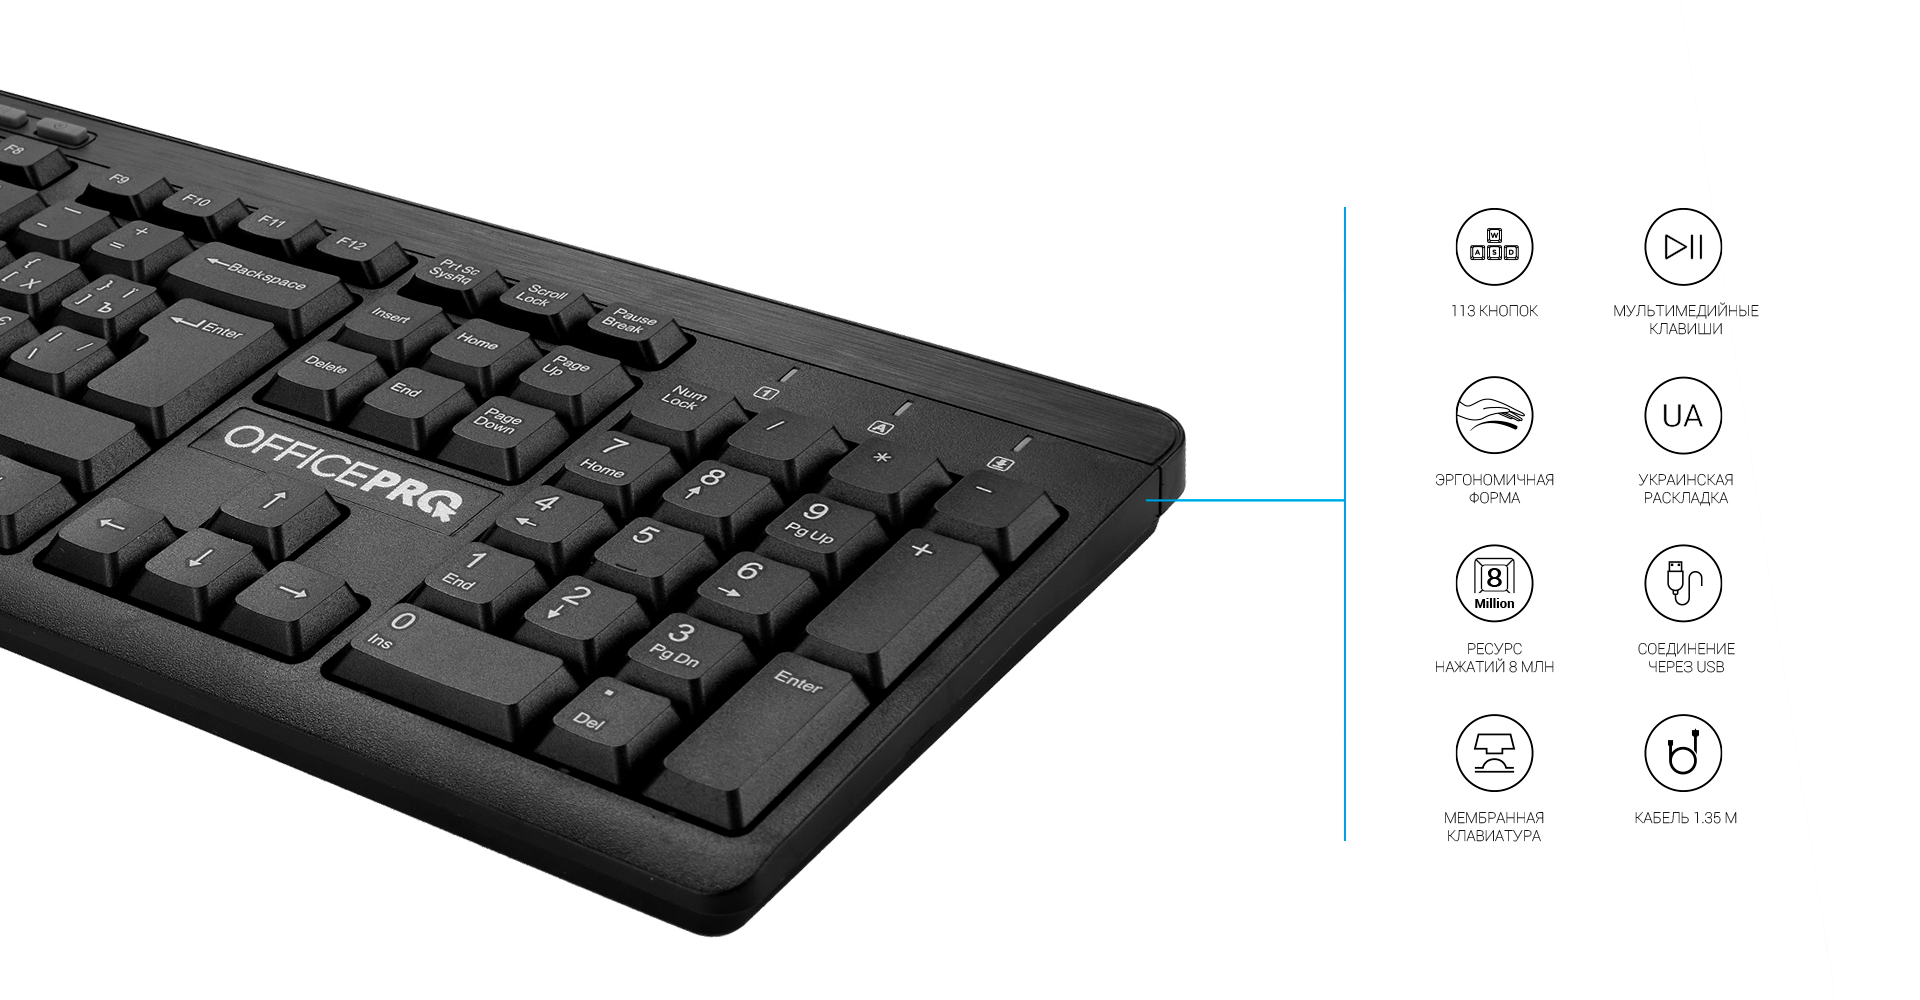 F8
F9
F10
F11
F12
Prt Sc
SysRq
Scroll
Lock
Pause
Break
Backspace
Insert
Home
Page
Up
Enter
Delete
End
Page
Down
OFFICEPRO
{ Х
[
} Ї
] Ъ
| /
\
_
-
+
=
Num
Lock
/
*
-
1
A
7
Home
8
9
Pg Up
+
4
5
6
1
End
2
3
Pg Dn
0
Ins
.
Del
Enter
W
A S D
113 КНОПОК
МУЛЬТИМЕДИЙНЫЕ
КЛАВИШИ
ЭРГОНОМИЧНАЯ
ФОРМА
UA
УКРАИНСКАЯ
РАСКЛАДКА
8
Million
РЕСУРС
НАЖАТИЙ 8 МЛН
СОЕДИНЕНИЕ
ЧЕРЕЗ USB
МЕМБРАННАЯ
КЛАВИАТУРА
КАБЕЛЬ 1.35 М